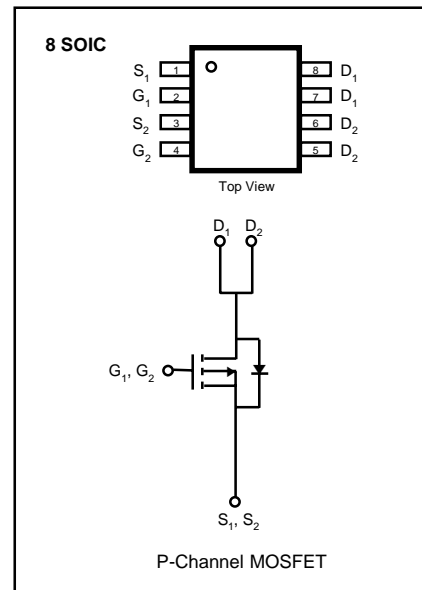 8 SOIC
S1 1 8 D1
G1 2 7 D1
S2 3 6 D2
G2 4 5 D2
Top View
D1 D2
G1, G2
S1, S2
P-Channel MOSFET